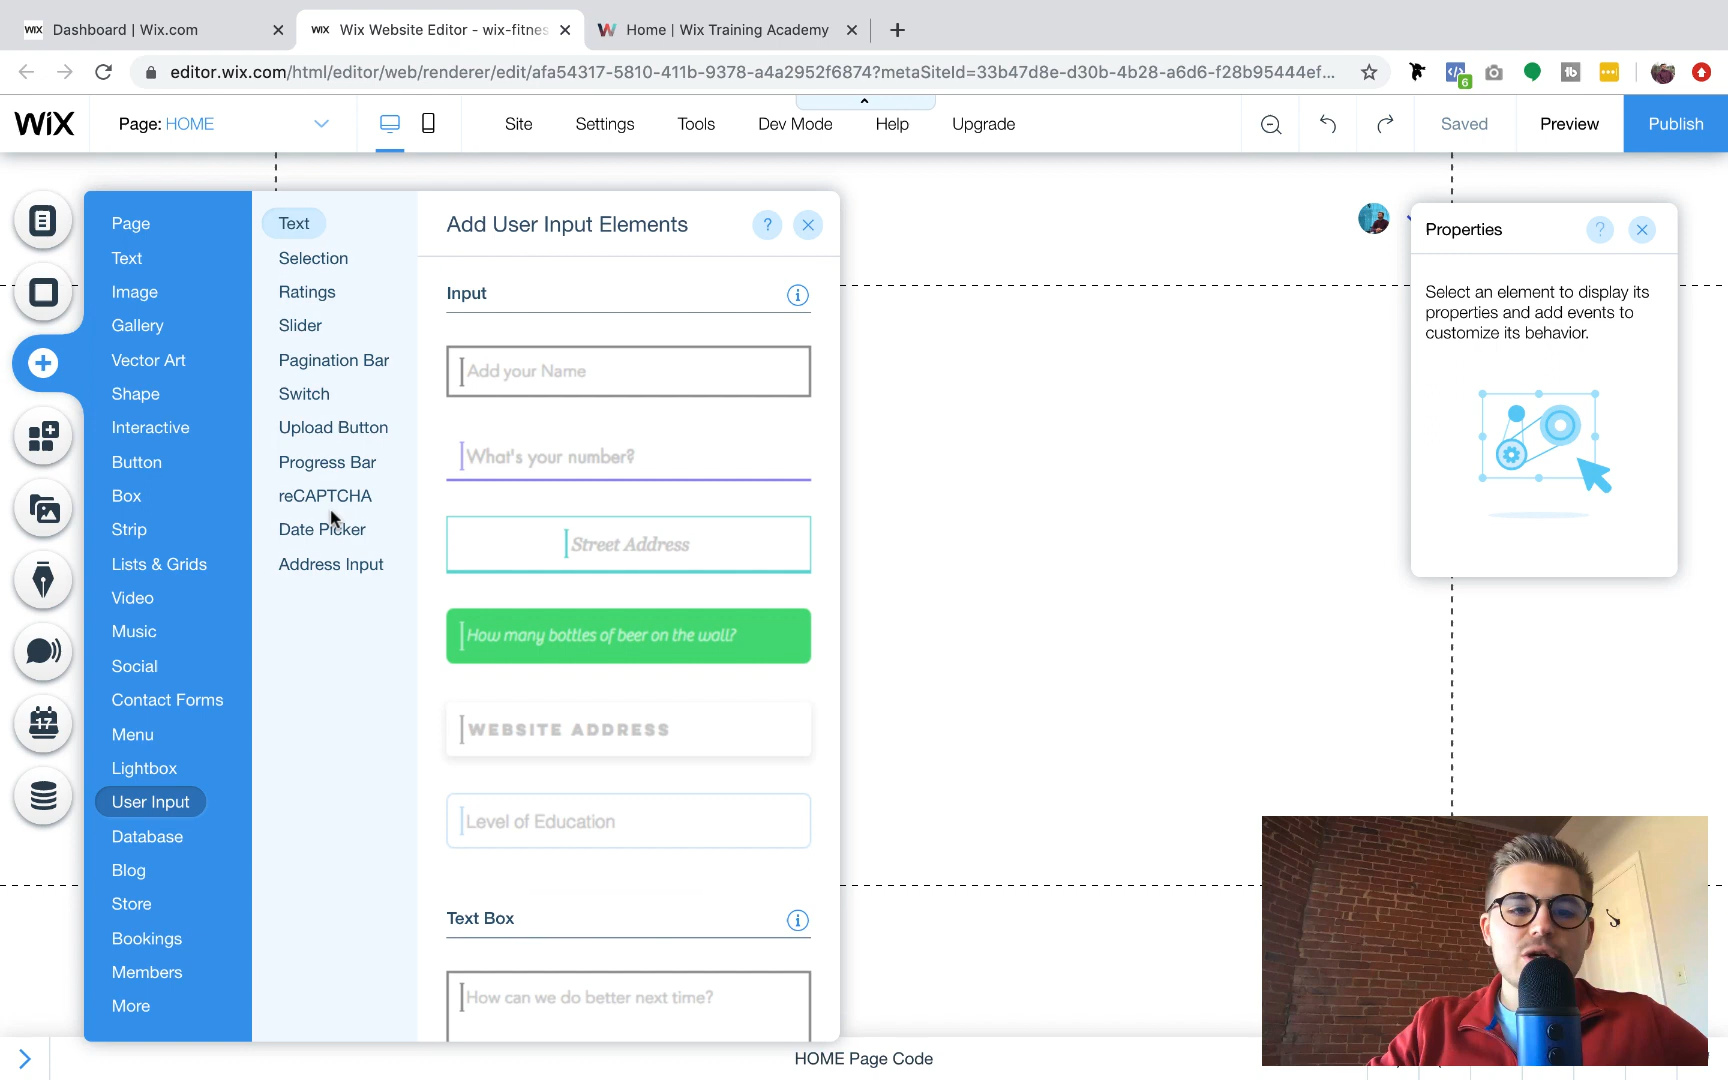 WIX Dashboard | Wix.com
WIX Wix Website Editor - wix-fitnes
Home | Wix Training Academy
editor.wix.com/html/editor/web/renderer/edit/afa54317-5810-411b-9378-a4a2952f6874?metaSiteId=33b47d8e-d30b-4b28-a6d6-f28b95444ef...
6
WIX
Page: HOME
Site
Settings
Tools
Dev Mode
Help
Upgrade
Saved
Preview
Publish
Page
Text
Image
Gallery
Vector Art
Shape
Interactive
Button
Box
Strip
Lists & Grids
Video
Music
Social
Contact Forms
Menu
Lightbox
User Input
Database
Blog
Store
Bookings
Members
More
17
Text
Selection
Ratings
Slider
Pagination Bar
Switch
Upload Button
Progress Bar
reCAPTCHA
Date Picker
Address Input
Add User Input Elements
?
Input
i
Add your Name
What's your number?
Street Address
How many bottles of beer on the wall?
WEBSITE ADDRESS
Level of Education
Text Box
i
How can we do better next time?
Properties
?
Select an element to display its
properties and add events to
customize its behavior.
HOME Page Code